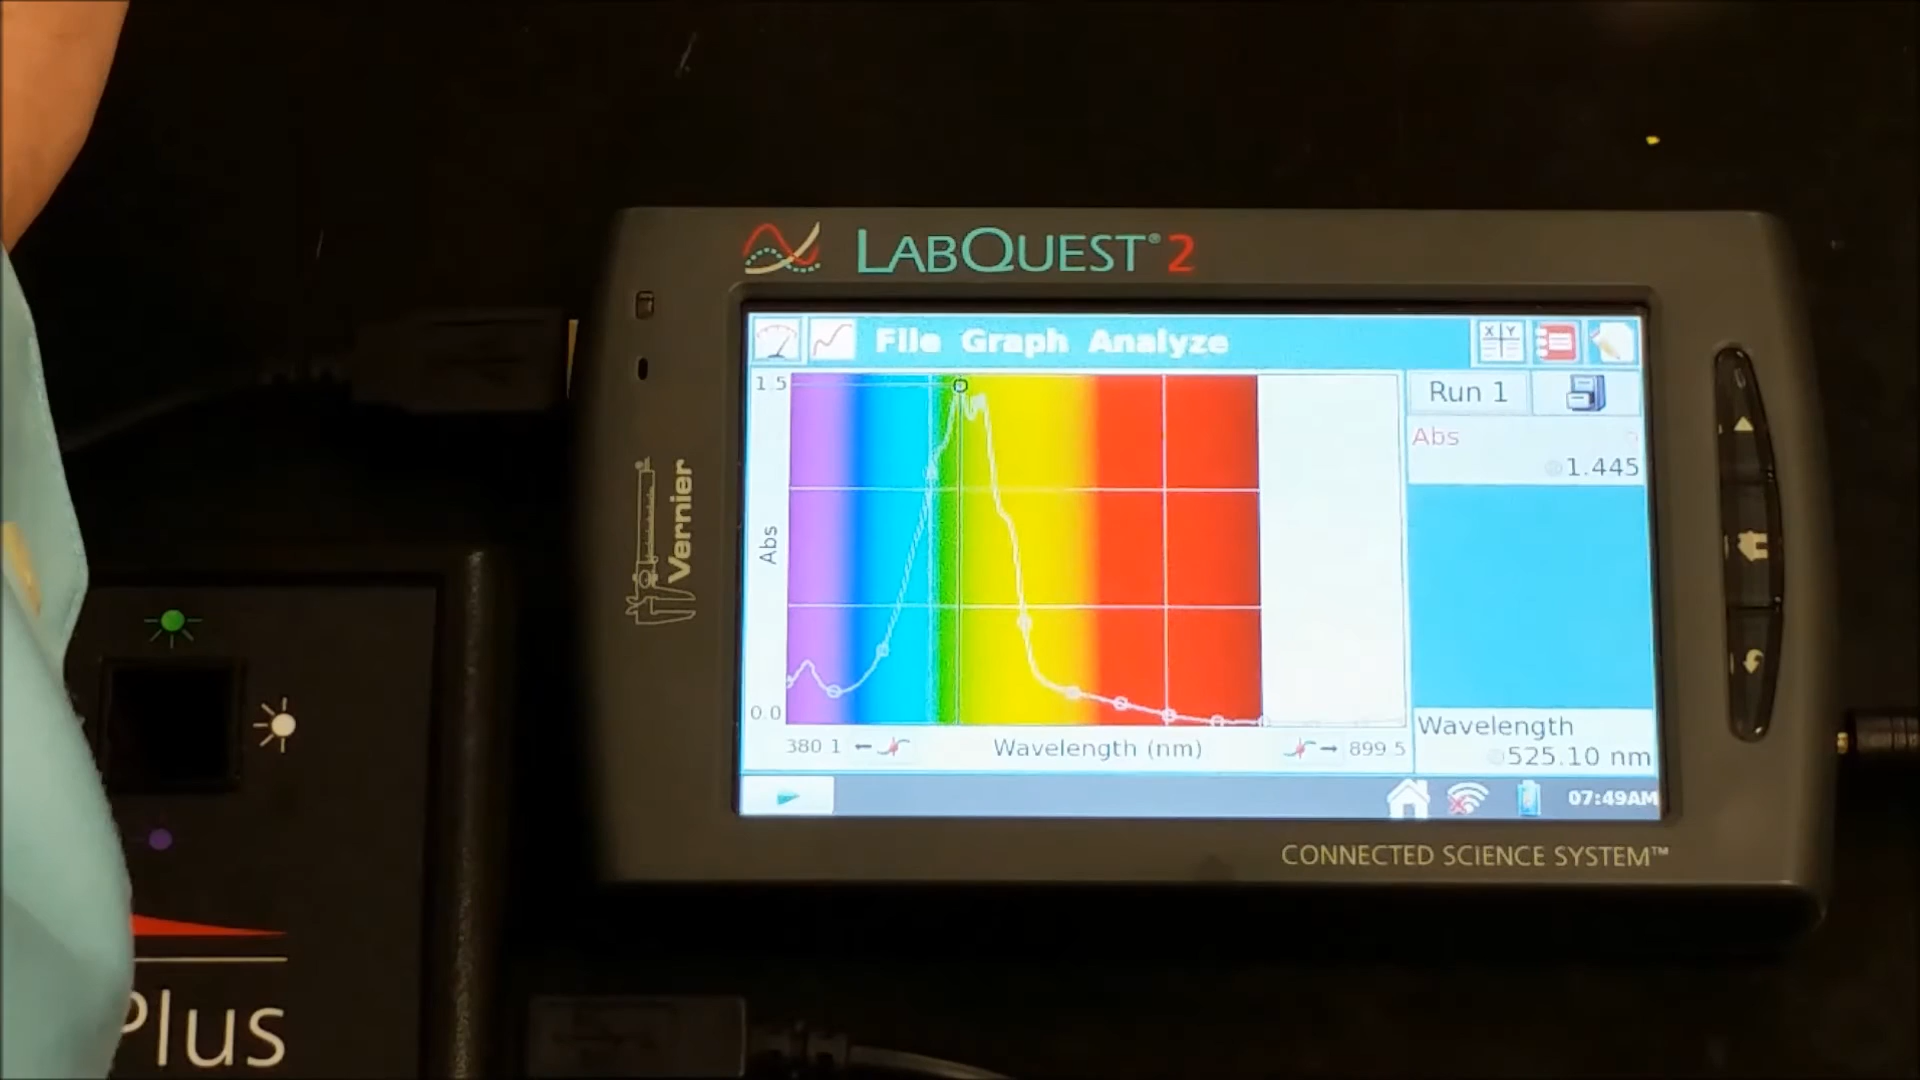 LABQUEST® 2
Vernier
File Graph Analyze
X Y
1.5
Abs
0.0
380.1
Wavelength (nm)
899.5
Run 1
Abs
1.445
Wavelength
525.10 nm
07:49AM
CONNECTED SCIENCE SYSTEM™
Plus